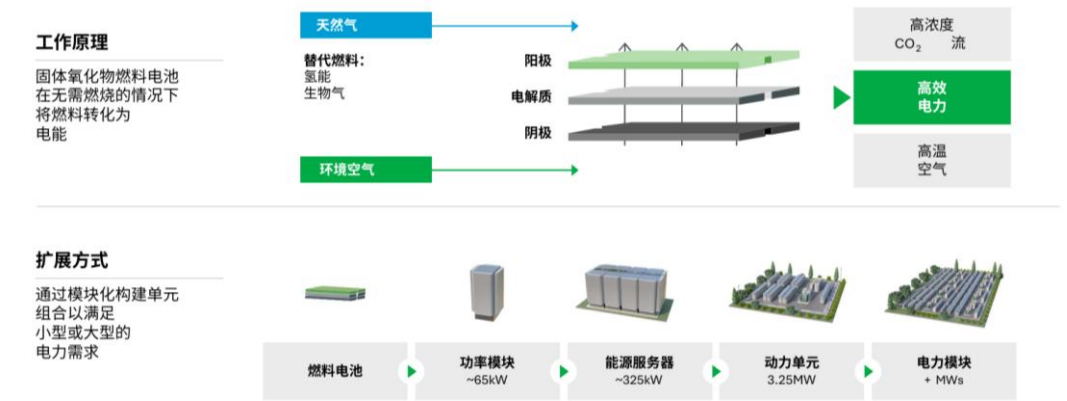 工作原理
固体氧化物燃料电池
在无需燃烧的情况下
将燃料转化为
电能
天然气
替代燃料：
氢能
生物气
环境空气
阳极
电解质
阴极
高浓度
CO₂ 流
高效
电力
高温
空气
扩展方式
通过模块化构建单元
组合以满足
小型或大型的
电力需求
燃料电池
功率模块
~65kW
能源服务器
~325kW
动力单元
3.25MW
电力模块
+ MWs